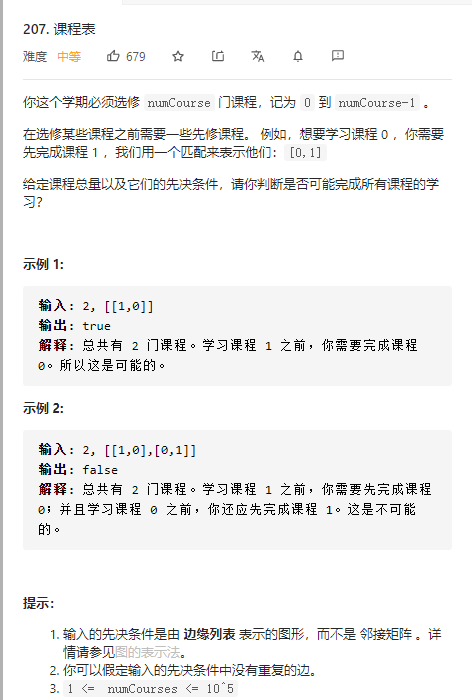 207. 课程表
难度 中等 679
你这个学期必须选修 numCourse 门课程，记为 0 到 numCourse-1 。
在选修某些课程之前需要一些先修课程。 例如，想要学习课程 0 ，你需要
先完成课程 1 ，我们用一个匹配来表示他们：[0,1]
给定课程总量以及它们的先决条件，请你判断是否可能完成所有课程的学
习？
示例 1:
输入: 2, [[1,0]]
输出: true
解释: 总共有 2 门课程。学习课程 1 之前，你需要完成课程
0。所以这是可能的。
示例 2:
输入: 2, [[1,0],[0,1]]
输出: false
解释: 总共有 2 门课程。学习课程 1 之前，你需要先完成课程
0；并且学习课程 0 之前，你还应先完成课程 1。这是不可能
的。
提示：
1. 输入的先决条件是由 边缘列表 表示的图形，而不是 邻接矩阵 。详
情请参见图的表示法。
2. 你可以假定输入的先决条件中没有重复的边。
3. 1 <= numCourses <= 10^5